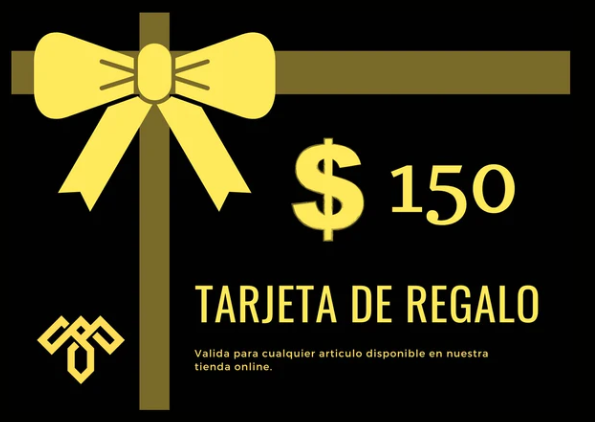 $ 150
TARJETA DE REGALO
Valida para cualquier articulo disponible en nuestra
tienda online.